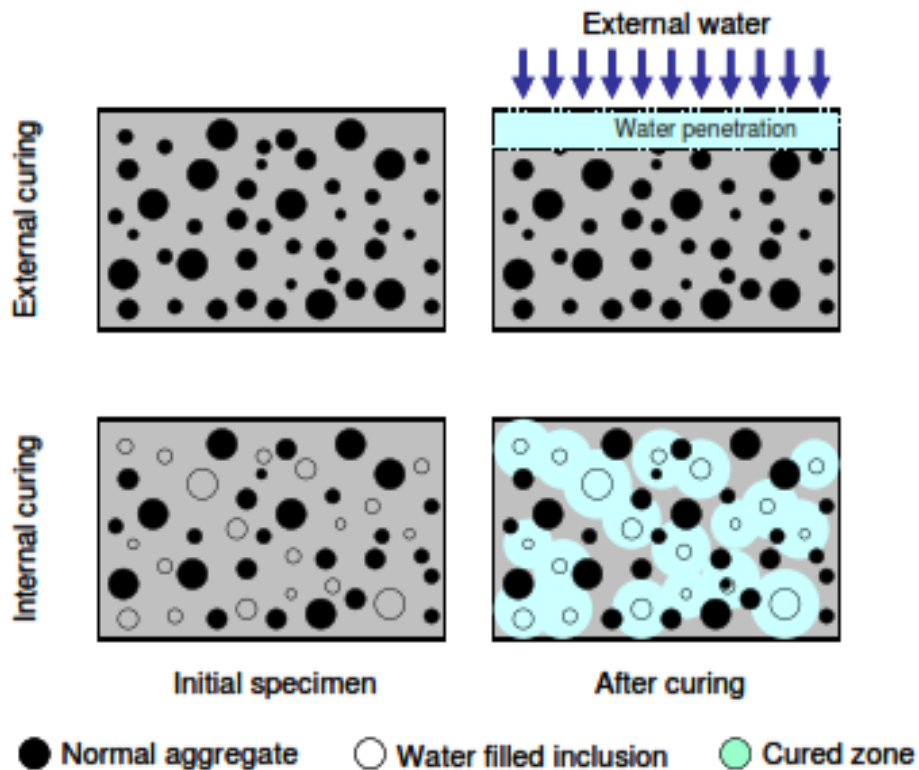 External water
External curing
Water penetration
Internal curing
Initial specimen
After curing
Normal aggregate
Water filled inclusion
Cured zone